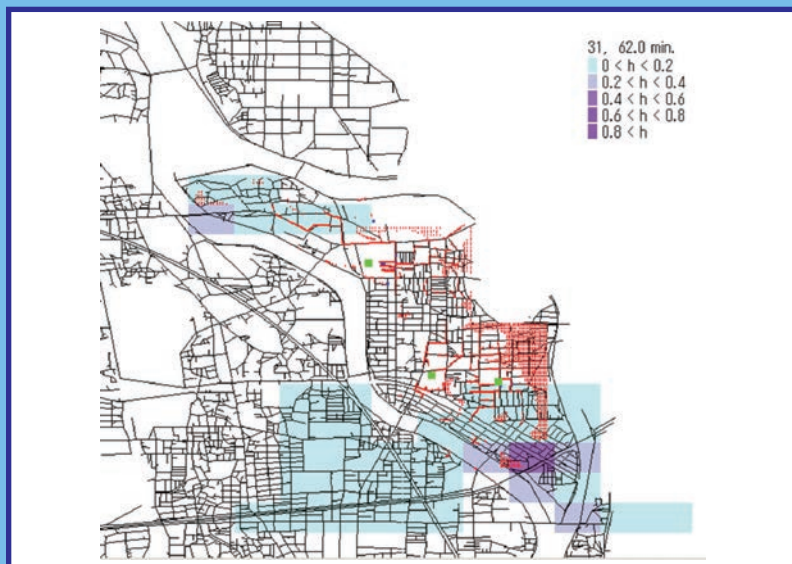 31, 62.0 min.
0 < h < 0.2
0.2 < h < 0.4
0.4 < h < 0.6
0.6 < h < 0.8
0.8 < h